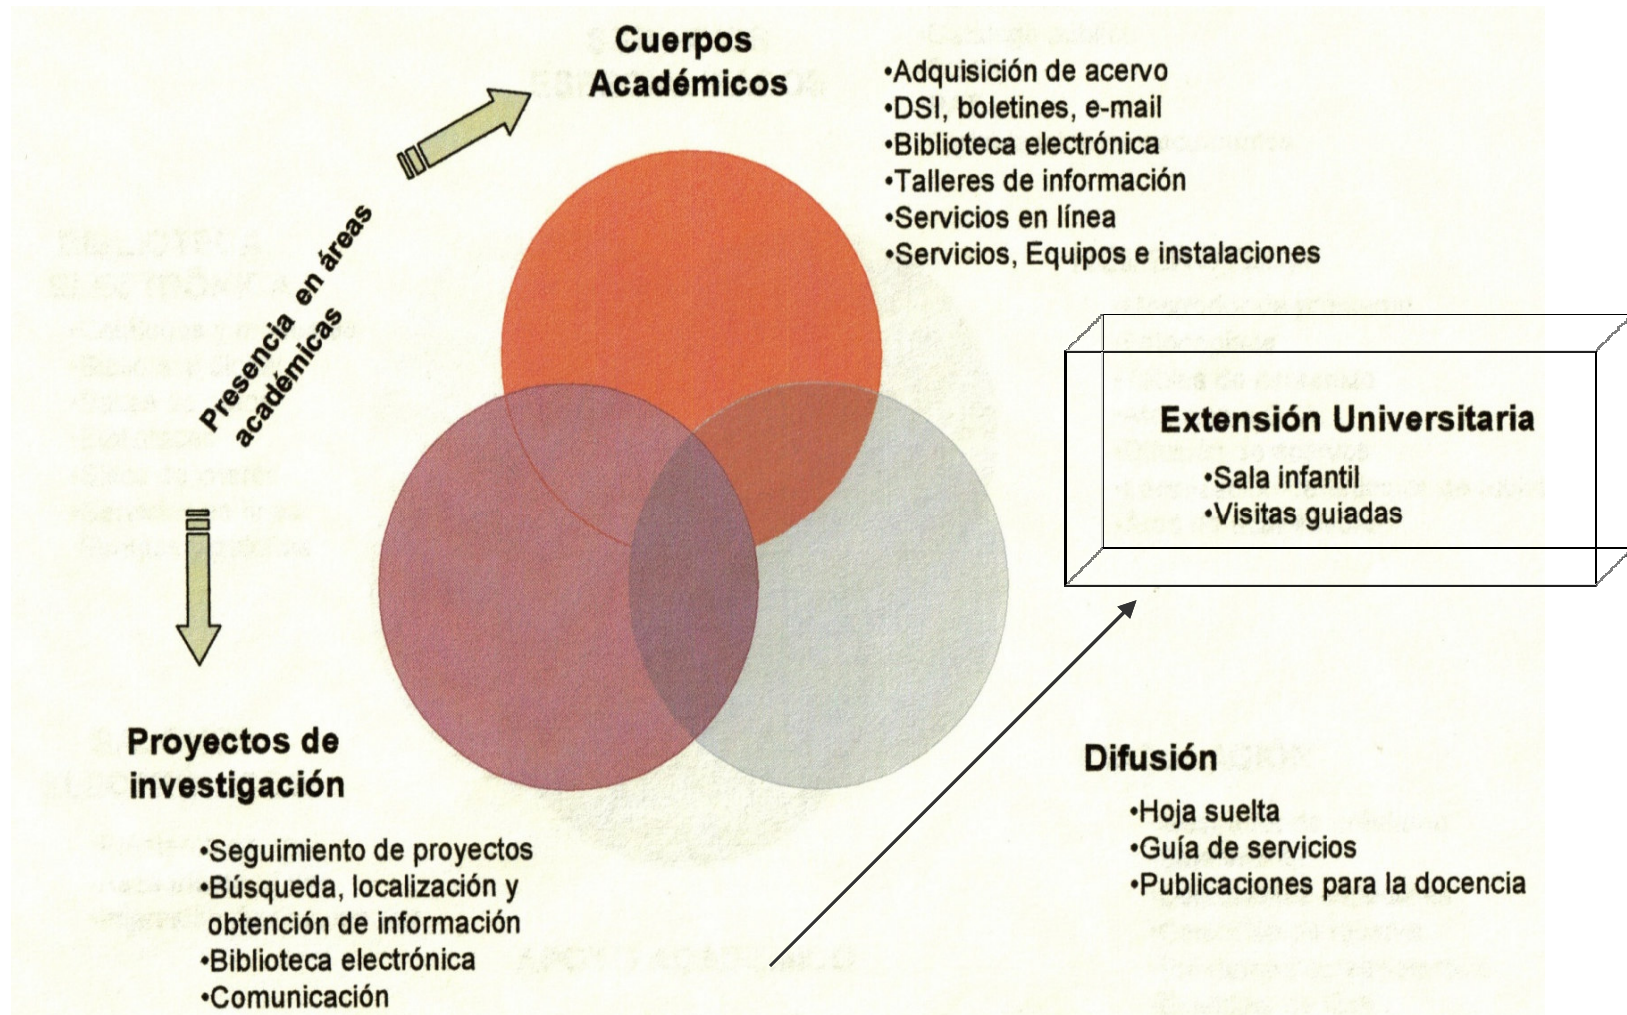 Cuerpos
Académicos
•Adquisición de acervo
•DSI, boletines, e-mail
•Biblioteca electrónica
•Talleres de información
•Servicios en línea
•Servicios, Equipos e instalaciones
Presencia en áreas
académicas
Extensión Universitaria
•Sala infantil
•Visitas guiadas
Proyectos de
investigación
•Seguimiento de proyectos
•Búsqueda, localización y
obtención de información
•Biblioteca electrónica
•Comunicación
Difusión
•Hoja suelta
•Guía de servicios
•Publicaciones para la docencia